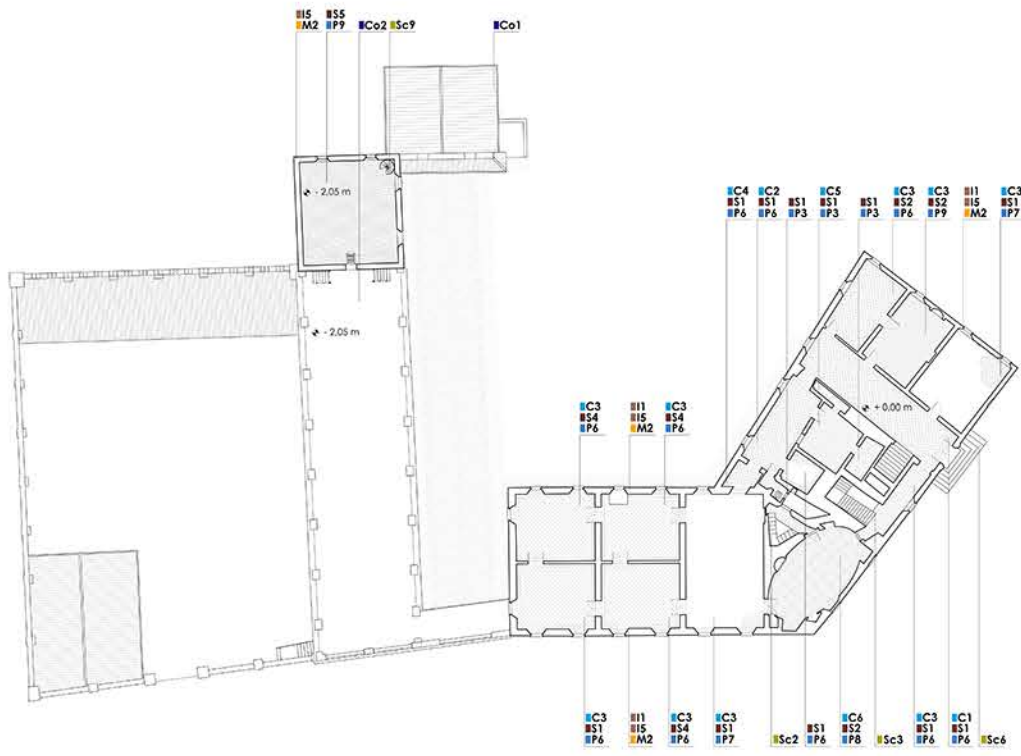 I5 S5
M2 P9 Co2 Sc9 Co1
- 2,05 m
C4 C2 C5 C3 C3 I1 C3
S1 S1 S1 S1 S1 S2 S2 I5 S1
P6 P6 P3 P3 P3 P6 P9 M2 P7
- 2,05 m
+ 0,00 m
C3 I1 C3
S4 I5 S4
P6 M2 P6
C3 I1 C3 C3 C6 C3 C1
S1 I5 S4 S1 S1 S2 S1 S1
P6 M2 P6 P7 Sc2 P6 P8 Sc3 P6 P6 Sc6